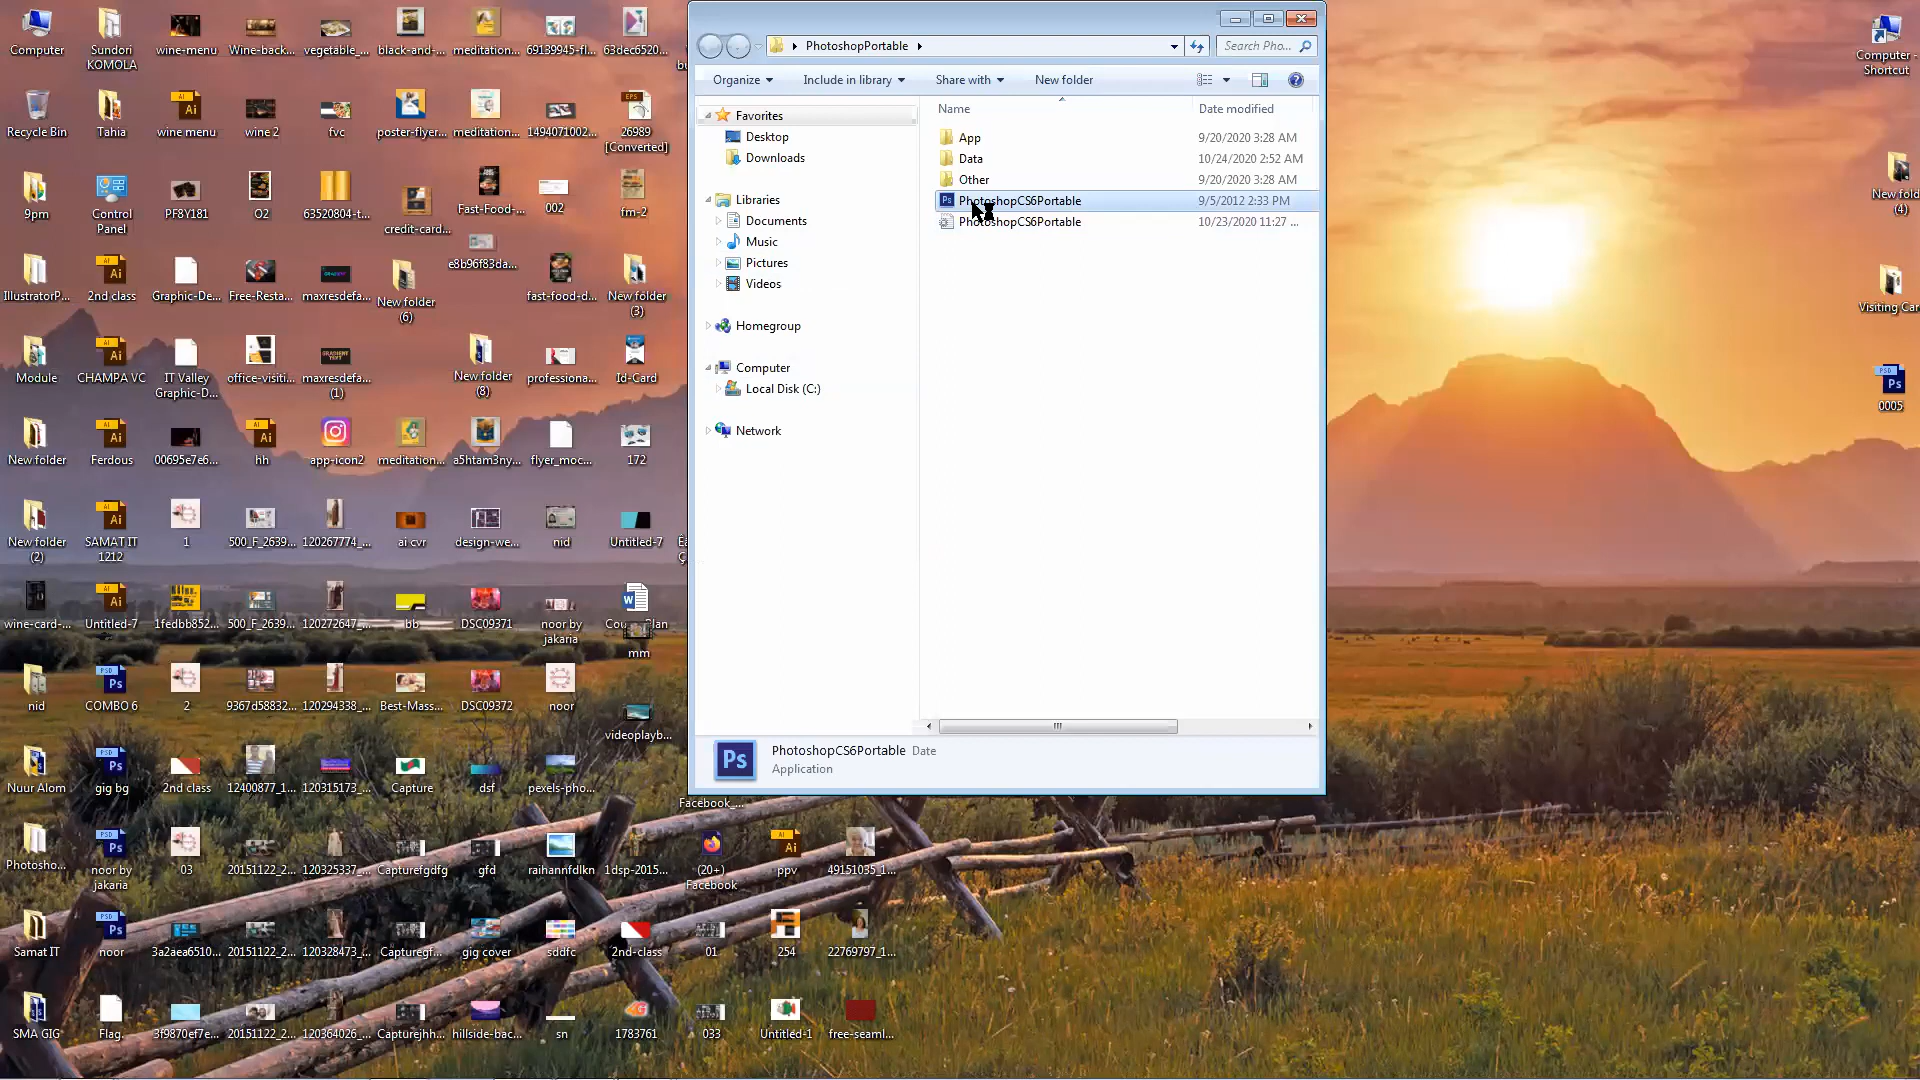 PhotoshopPortable
Search Pho...
Organize
Include in library
Share with
New folder
Name
Date modified
Favorites
Desktop
Downloads
Libraries
Documents
Music
Pictures
Videos
Homegroup
Computer
Local Disk (C:)
Network
App
9/20/2020 3:28 AM
Data
10/24/2020 2:52 AM
Other
9/20/2020 3:28 AM
PhotoshopCS6Portable
9/5/2012 2:33 PM
PhotoshopCS6Portable
10/23/2020 11:27 ...
PhotoshopCS6Portable Date
Application
Computer
Sundori
KOMOLA
wine-menu
Wine-back...
vegetable_...
black-and-...
meditation...
69139945-fl...
63dec6520...
Recycle Bin
Tahia
wine menu
wine 2
fvc
poster-flyer...
meditation...
1494071002...
26989
[Converted]
9pm
Control
Panel
PF8Y181
O2
63520804-t...
credit-card...
Fast-Food-...
002
fm-2
e8b96f83da...
IllustratorP...
2nd class
Graphic-De...
Free-Resta...
maxresdefa...
New folder
(6)
fast-food-d...
New folder
(3)
Module
CHAMPA VC
IT Valley
Graphic-D...
office-visiti...
maxresdefa...
(1)
New folder
(8)
professiona...
Id-Card
New folder
Ferdous
00695e7e6...
hh
app-icon2
meditation...
a5htam3ny...
flyer_moc...
172
New folder
(2)
SAMAT IT
1212
1
500_F_2639...
120267774_...
ai cvr
design-we...
nid
Untitled-7
wine-card-...
Untitled-7
1fedbb852...
500_F_2639...
120272647_...
bb
DSC09371
noor by
jakaria
mm
nid
COMBO 6
2
9367d58832...
120294338_...
Best-Mass...
DSC09372
noor
videoplayb...
Nuur Alom
gig bg
2nd class
12400877_1...
120315173_...
Capture
dsf
pexels-pho...
Facebook_...
Photosho...
noor by
jakaria
03
20151122_2...
120325337_...
Capturefgdfg
gfd
raihannfdlkn
1dsp-2015...
(20+)
Facebook
ppv
49151035_1...
Samat IT
noor
3a2aea6510...
20151122_2...
120328473_...
Capturegf...
gig cover
sddfc
2nd-class
01
254
22769797_1...
SMA GIG
Flag.
3f9870ef7e...
20151122_2...
120364026_...
Capturejhh...
hillside-bac...
sn
1783761
033
Untitled-1
free-seaml...
Computer -
Shortcut
New fold
(4)
Visiting Car
0005